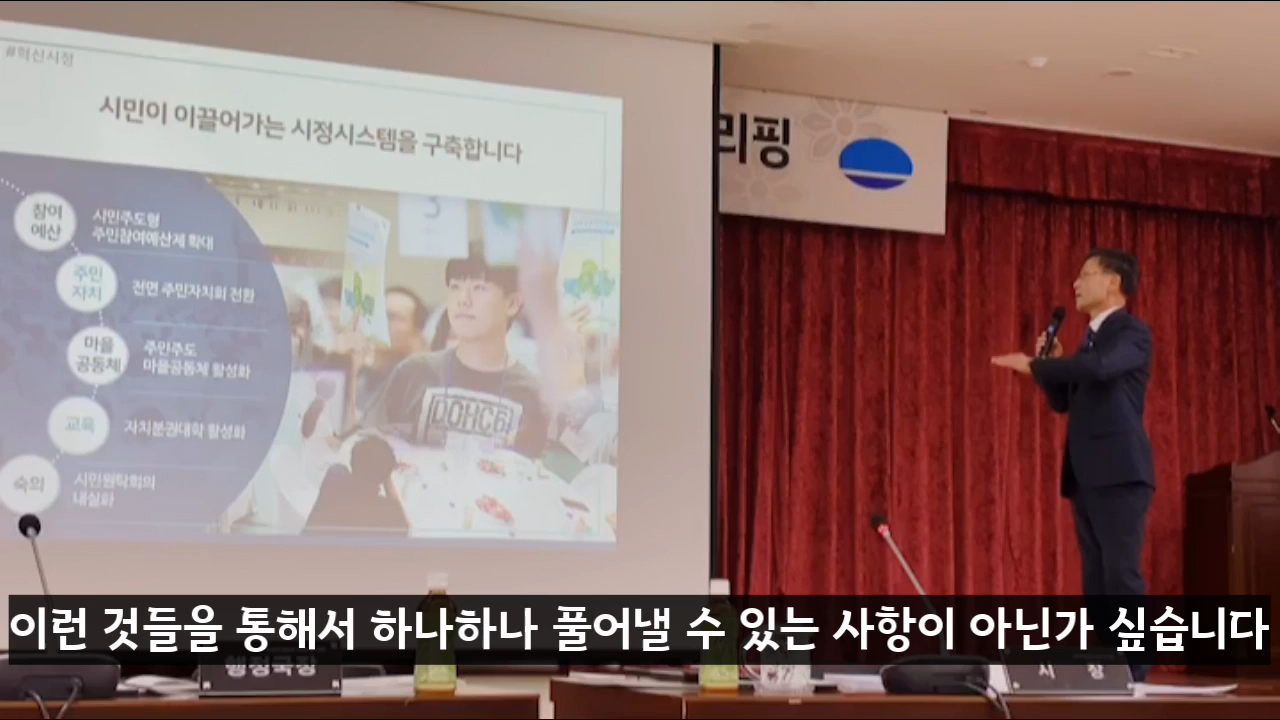 #혁신시정
시민이 이끌어가는 시정시스템을 구축합니다
리핑
참여
예산
시민주도형
주민참여예산제 확대
주민
자치
전면 주민자치회 전환
마을
공동체
주민주도
마을공동체 활성화
교육
자치분권대학 활성화
숙의
시민원탁회의
내실화
DOHC6
이런 것들을 통해서 하나하나 풀어낼 수 있는 사항이 아닌가 싶습니다
행정국장
시 장